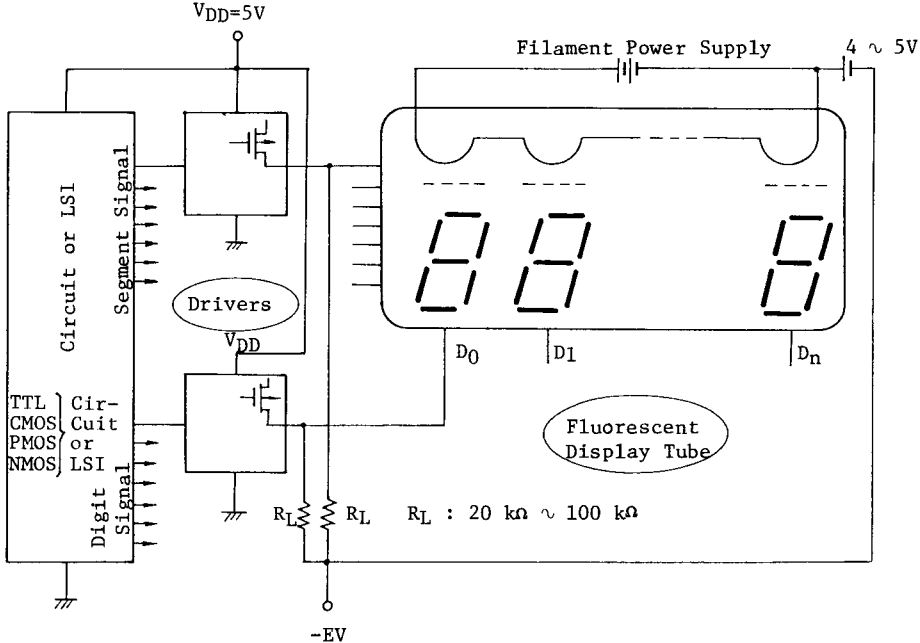 VDD=5V
Filament Power Supply
4 ~ 5V
Circuit or LSI
Segment Signal
Drivers
VDD
D0
D1
Dn
TTL
CMOS
PMOS
NMOS
Cir-
Cuit
or
LSI
Fluorescent
Display Tube
Digit
Signal
RL
RL
RL : 20 kΩ ~ 100 kΩ
-EV